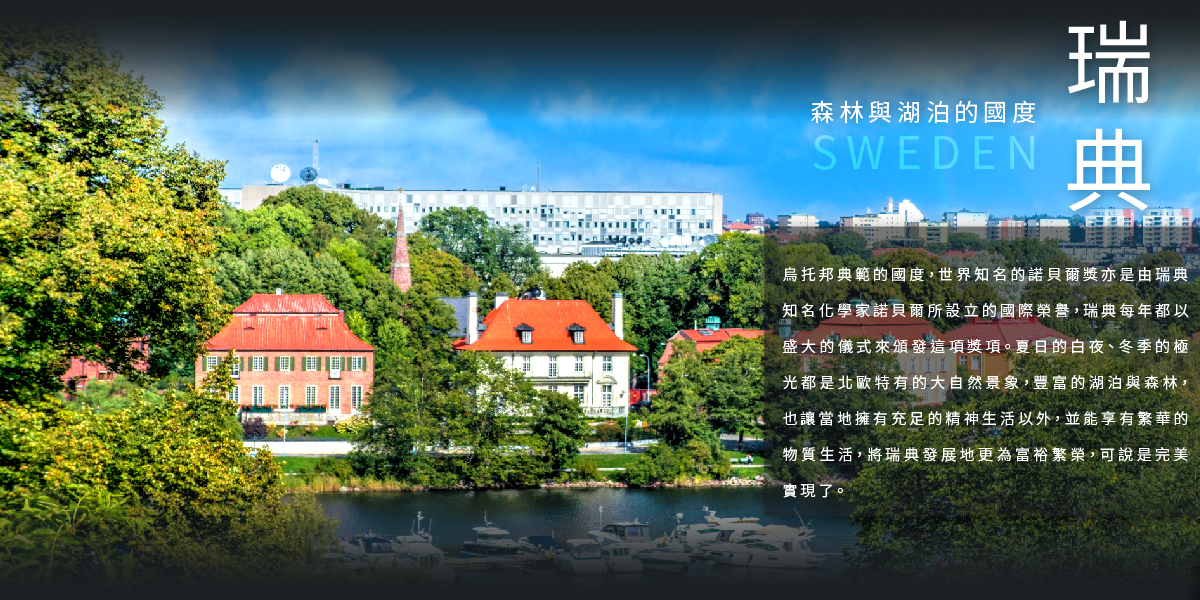 瑞典
森林與湖泊的國度
SWEDEN
烏托邦典範的國度，世界知名的諾貝爾獎亦是由瑞典
知名化學家諾貝爾所設立的國際榮譽，瑞典每年都以
盛大的儀式來頒發這項獎項。夏日的白夜、冬季的極
光都是北歐特有的大自然景象，豐富的湖泊與森林，
也讓當地擁有充足的精神生活以外，並能享有繁華的
物質生活，將瑞典發展地更為富裕繁榮，可說是完美
實現了。